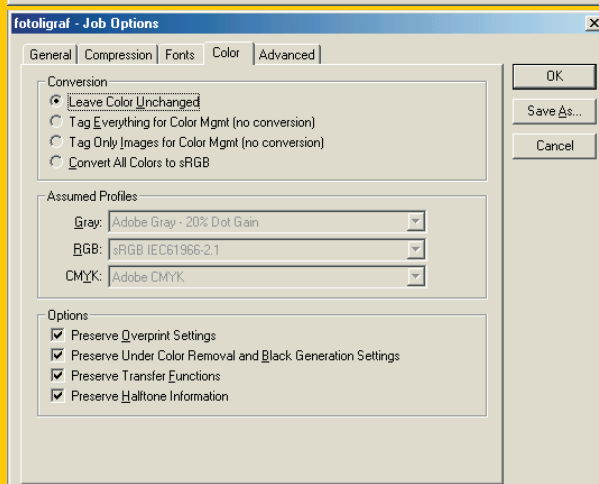 fotoligraf - Job Options
General Compression Fonts Color Advanced
OK
Save As...
Cancel
Conversion
Leave Color Unchanged
Tag Everything for Color Mgmt (no conversion)
Tag Only Images for Color Mgmt (no conversion)
Convert All Colors to sRGB
Assumed Profiles
Gray: Adobe Gray - 20% Dot Gain
RGB: sRGB IEC61966-2.1
CMYK: Adobe CMYK
Options
Preserve Overprint Settings
Preserve Under Color Removal and Black Generation Settings
Preserve Transfer Functions
Preserve Halftone Information